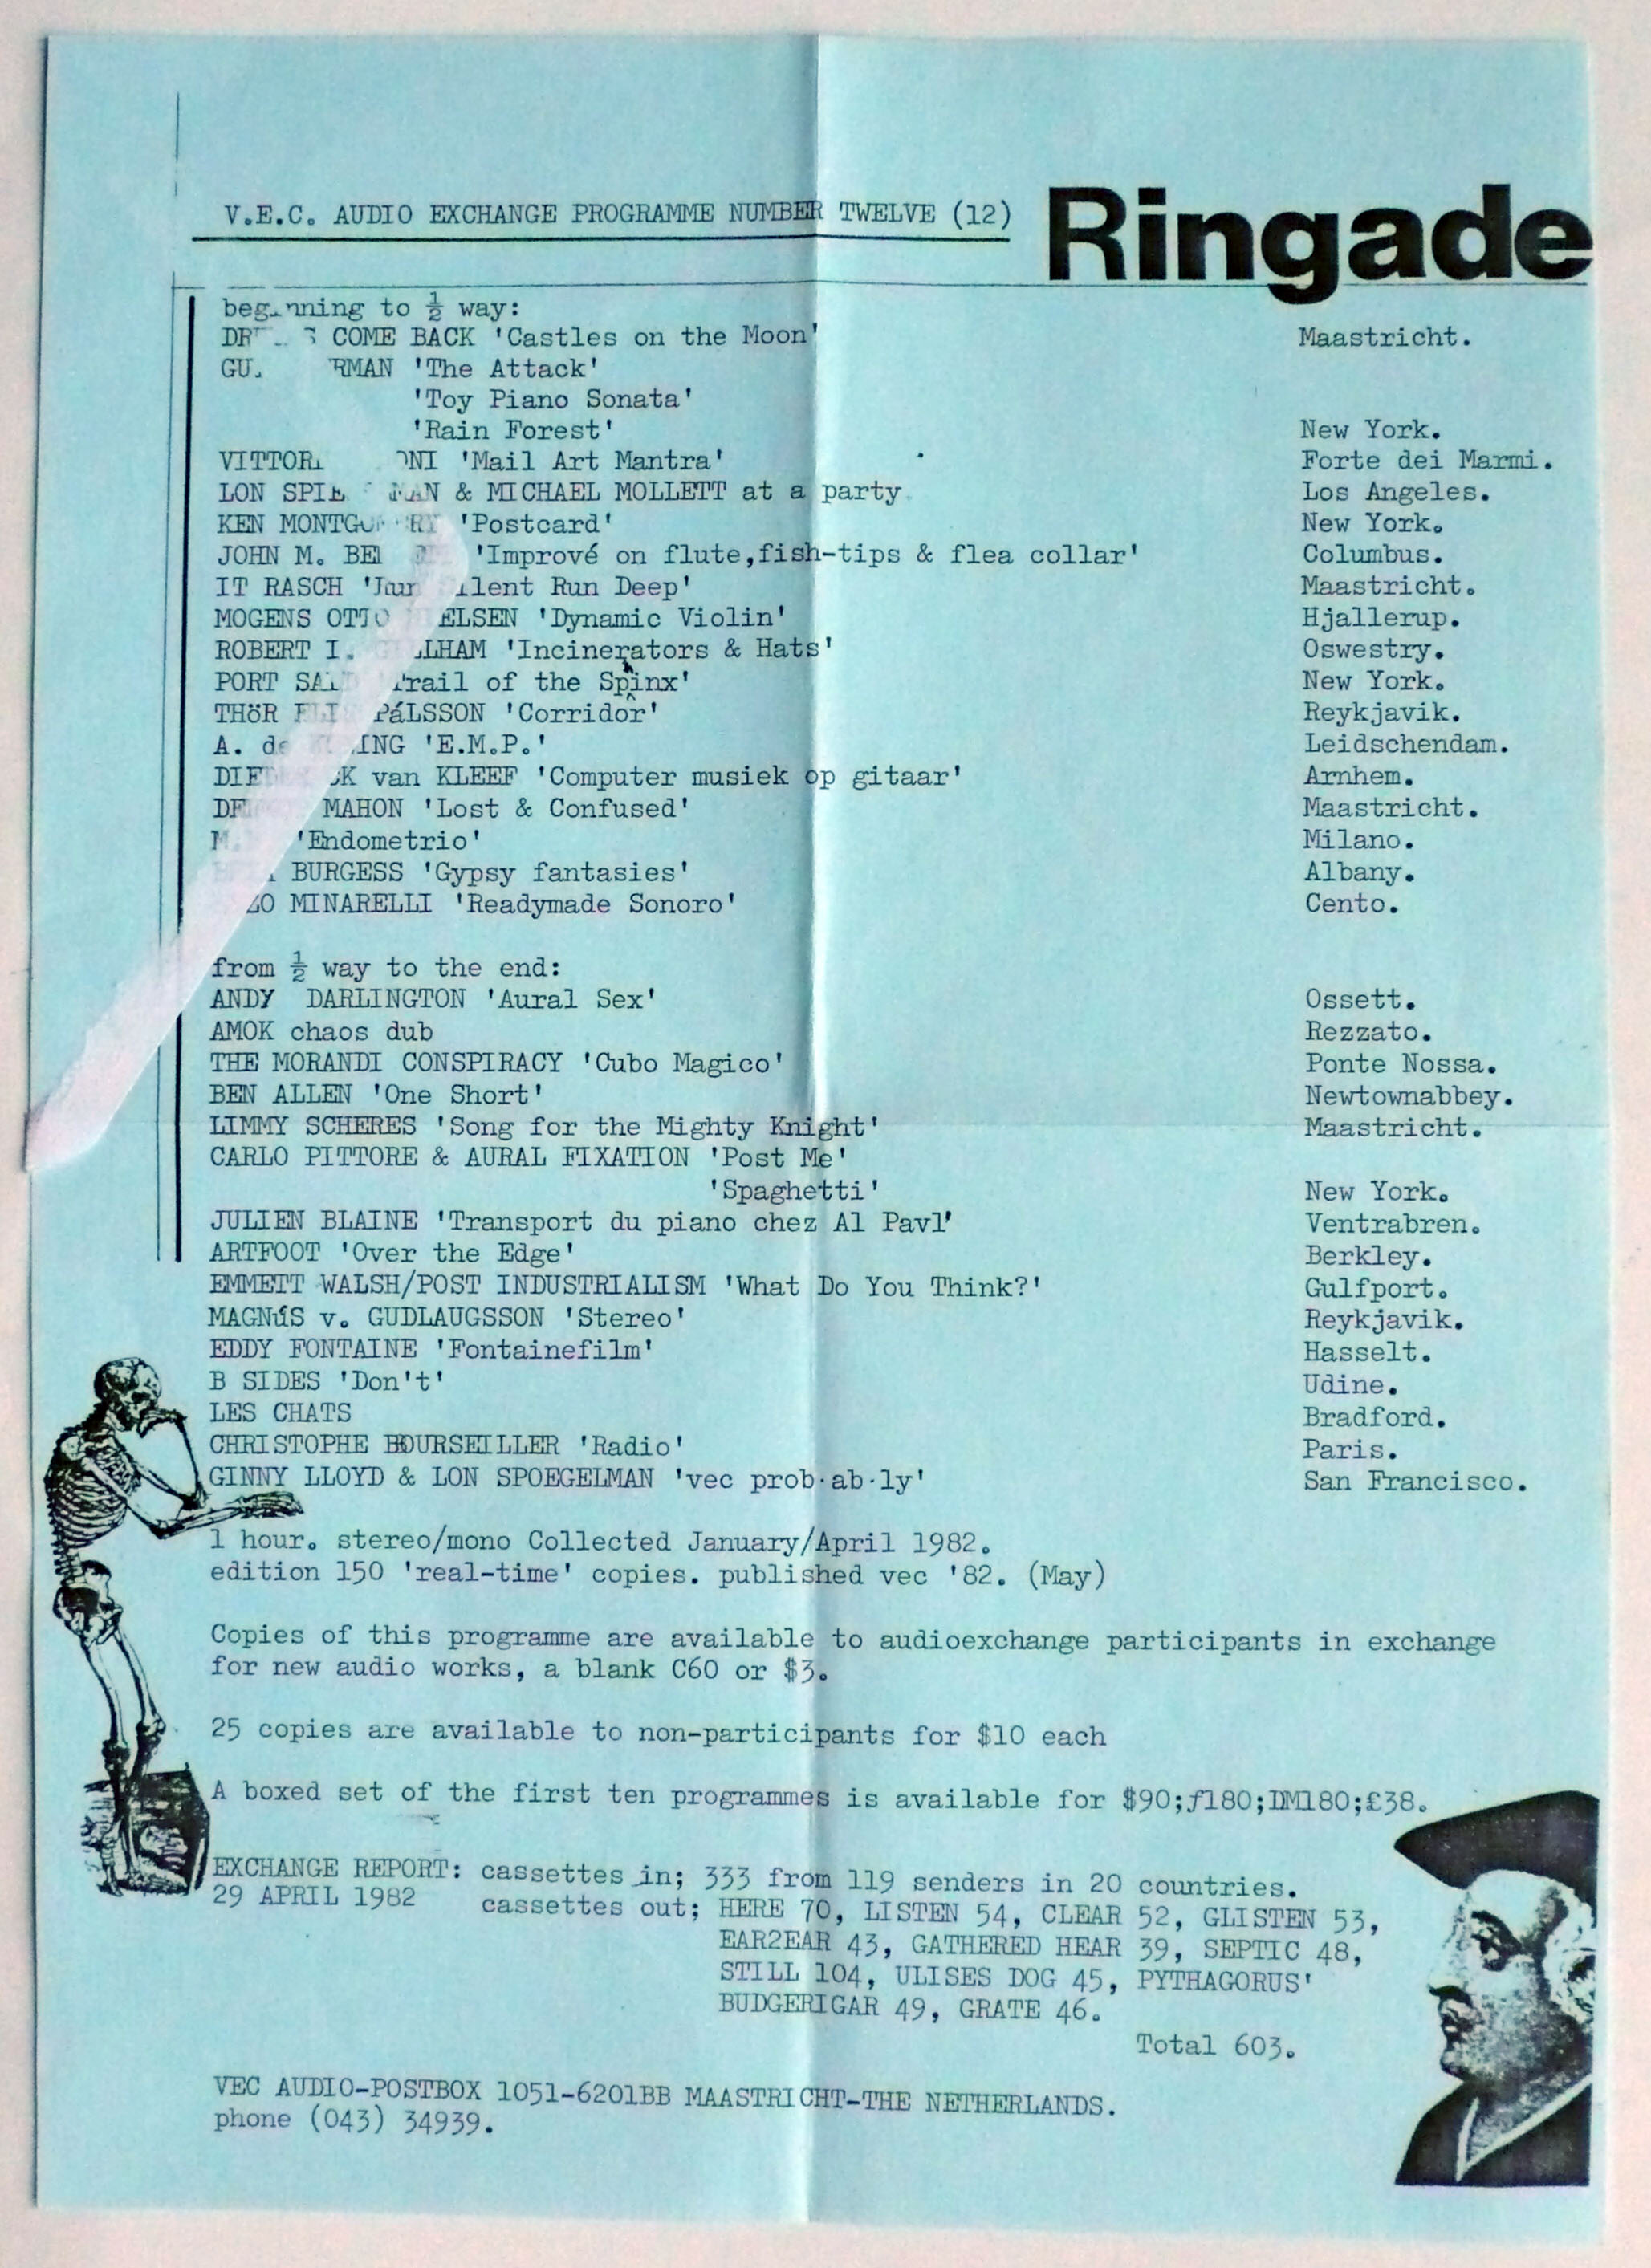 V.E.C. AUDIO EXCHANGE PROGRAMME NUMBER TWELVE (12) Ringade
to ½ way:
COME BACK 'Castles on the Moon' Maastricht.
'The Attack'
'Toy Piano Sonata'
'Rain Forest' New York.
'Mail Art Mantra' Forte dei Marmi.
LON & MICHAEL MOLLETT at a party Los Angeles.
KEN 'Postcard' New York.
JOHN M. 'Imprové on flute,fish-tips & flea collar' Columbus.
IT RASCH Run Deep' Maastricht.
MOGENS OTTO 'Dynamic Violin' Hjallerup.
ROBERT I. 'Incinerators & Hats' Oswestry.
PORT of the Sphinx' New York.
THöR PáLSSON 'Corridor' Reykjavik.
A. 'E.M.P.' Leidschendam.
van KLEEF 'Computer musiek op gitaar' Arnhem.
MAHON 'Lost & Confused' Maastricht.
'Endometrio' Milano.
BURGESS 'Gypsy fantasies' Albany.
MINARELLI 'Readymade Sonoro' Cento.
from ½ way to the end:
ANDY DARLINGTON 'Aural Sex' Ossett.
AMOK chaos dub Rezzato.
THE MORANDI CONSPIRACY 'Cubo Magico' Ponte Nossa.
BEN ALLEN 'One Short' Newtownabbey.
LIMMY SCHERES 'Song for the Mighty Knight' Maastricht.
CARLO PITTORE & AURAL FIXATION 'Post Me'
'Spaghetti' New York.
JULIEN BLAINE 'Transport du piano chez Al Pavl' Ventrabren.
ARTFOOT 'Over the Edge' Berkley.
EMMETT WALSH/POST INDUSTRIALISM 'What Do You Think?' Gulfport.
MAGNúS v. GUDLAUGSSON 'Stereo' Reykjavik.
EDDY FONTAINE 'Fontainefilm' Hasselt.
B SIDES 'Don't' Udine.
LES CHATS Bradford.
CHRISTOPHE BOURSEILLER 'Radio' Paris.
GINNY LLOYD & LON SPOEGELMAN 'vec prob·ab·ly' San Francisco.
1 hour. stereo/mono Collected January/April 1982.
edition 150 'real-time' copies. published vec '82. (May)
Copies of this programme are available to audioexchange participants in exchange
for new audio works, a blank C60 or $3.
25 copies are available to non-participants for $10 each
A boxed set of the first ten programmes is available for $90;ƒ180;DM180;£38.
EXCHANGE REPORT: cassettes in; 333 from 119 senders in 20 countries.
29 APRIL 1982 cassettes out; HERE 70, LISTEN 54, CLEAR 52, GLISTEN 53,
EAR2EAR 43, GATHERED HEAR 39, SEPTIC 48,
STILL 104, ULISES DOG 45, PYTHAGORUS'
BUDGERIGAR 49, GRATE 46.
Total 603.
VEC AUDIO-POSTBOX 1051-6201BB MAASTRICHT-THE NETHERLANDS.
phone (043) 34939.